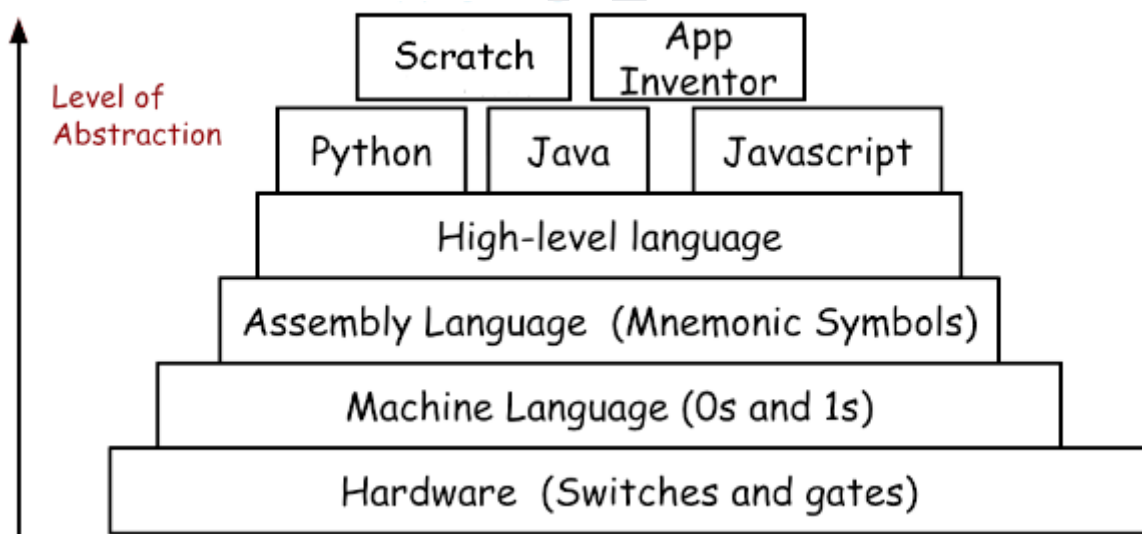 Scratch
App
Inventor
Level of
Abstraction
Python
Java
Javascript
High-level language
Assembly Language (Mnemonic Symbols)
Machine Language (0s and 1s)
Hardware (Switches and gates)